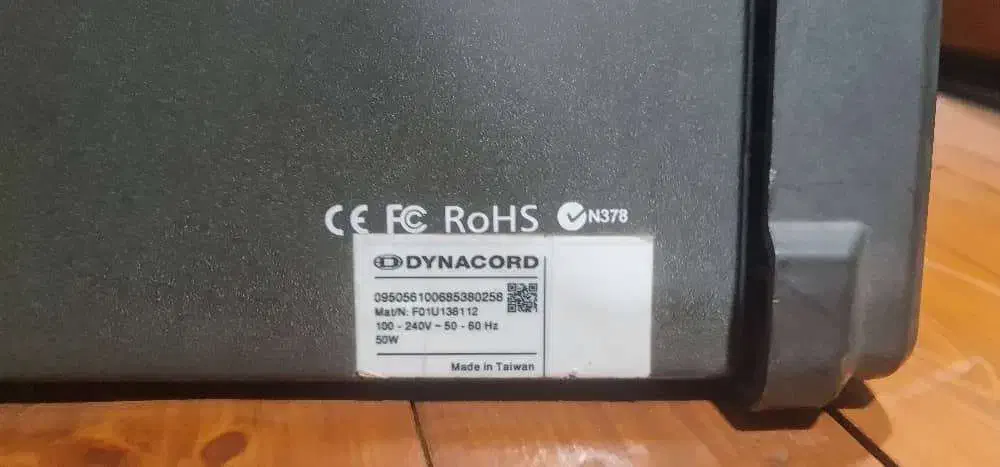 CE FC RoHS N378
DYNACORD
095056100685380258
Mat/N: F01U138112
100 - 240V ~ 50 - 60 Hz
50W
Made in Taiwan